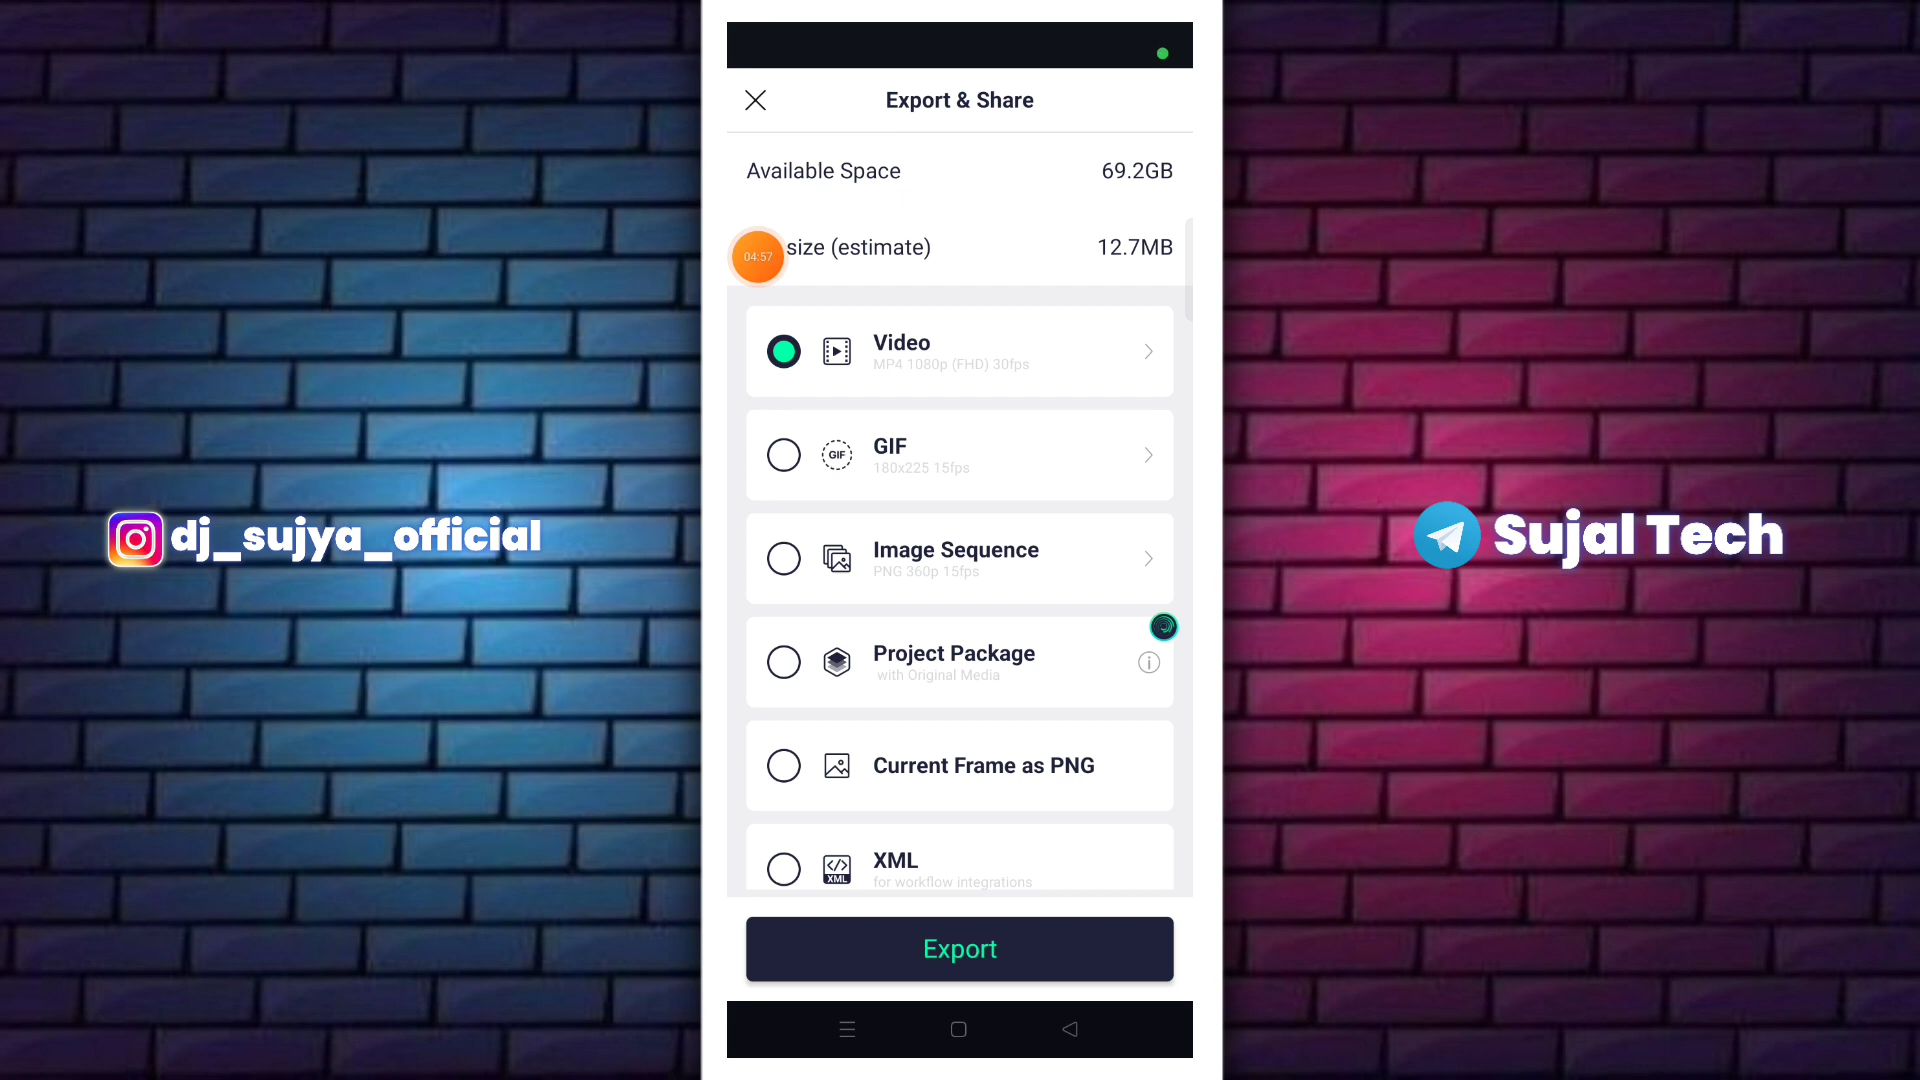 Export & Share
Available Space 69.2GB
04:57 size (estimate) 12.7MB
Video
MP4 1080p (FHD) 30fps
GIF
GIF
180x225 15fps
Image Sequence
PNG 360p 15fps
Project Package
with Original Media
Current Frame as PNG
XML
XML
for workflow integrations
Export
dj_sujya_official
Sujal Tech